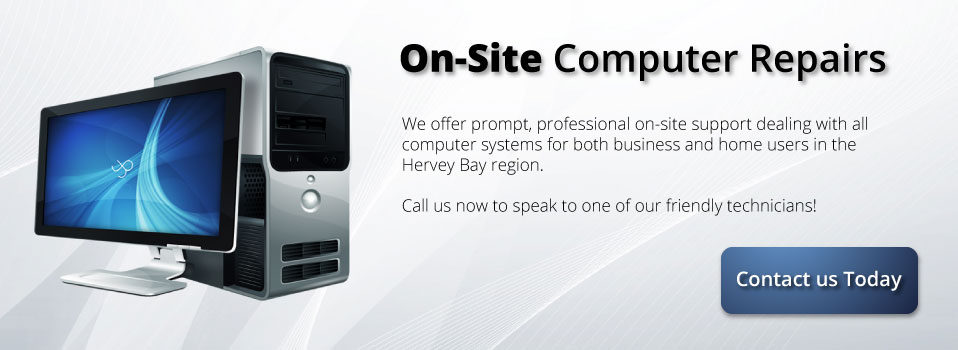 On-Site Computer Repairs
We offer prompt, professional on-site support dealing with all
computer systems for both business and home users in the
Hervey Bay region.
Call us now to speak to one of our friendly technicians!
Contact us Today